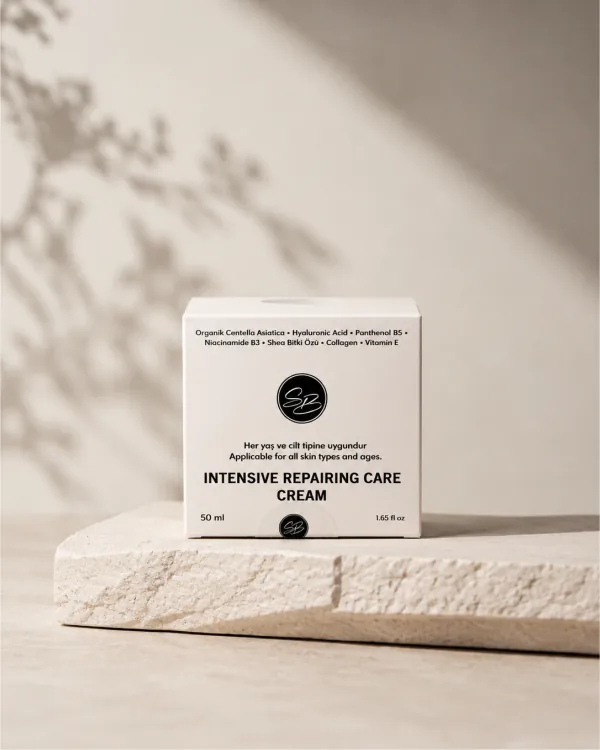 Organik Centella Asiatica • Hyaluronic Acid • Panthenol B5 •
Niacinamide B3 • Shea Bitki Özü • Collagen • Vitamin E
SB
Her yaş ve cilt tipine uygundur
Applicable for all skin types and ages.
INTENSIVE REPAIRING CARE
CREAM
50 ml
SB
1.65 fl oz